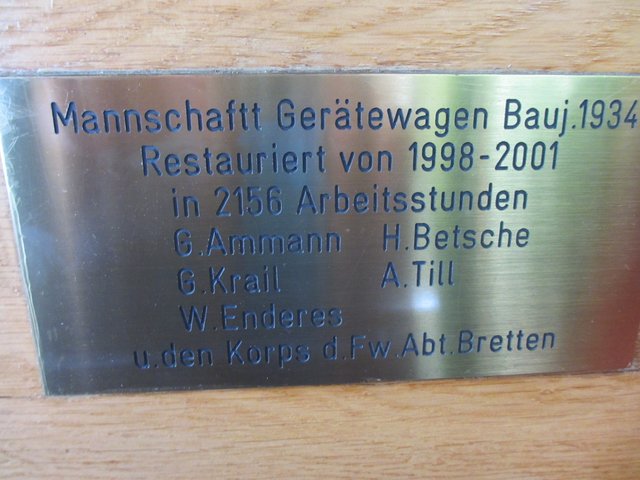 Mannschaftt Gerätewagen Bauj.1934
Restauriert von 1998-2001
in 2156 Arbeitsstunden
G.Ammann H.Betsche
G.Krail A.Till
W.Enderes
u.den Korps d.Fw.Abt.Bretten